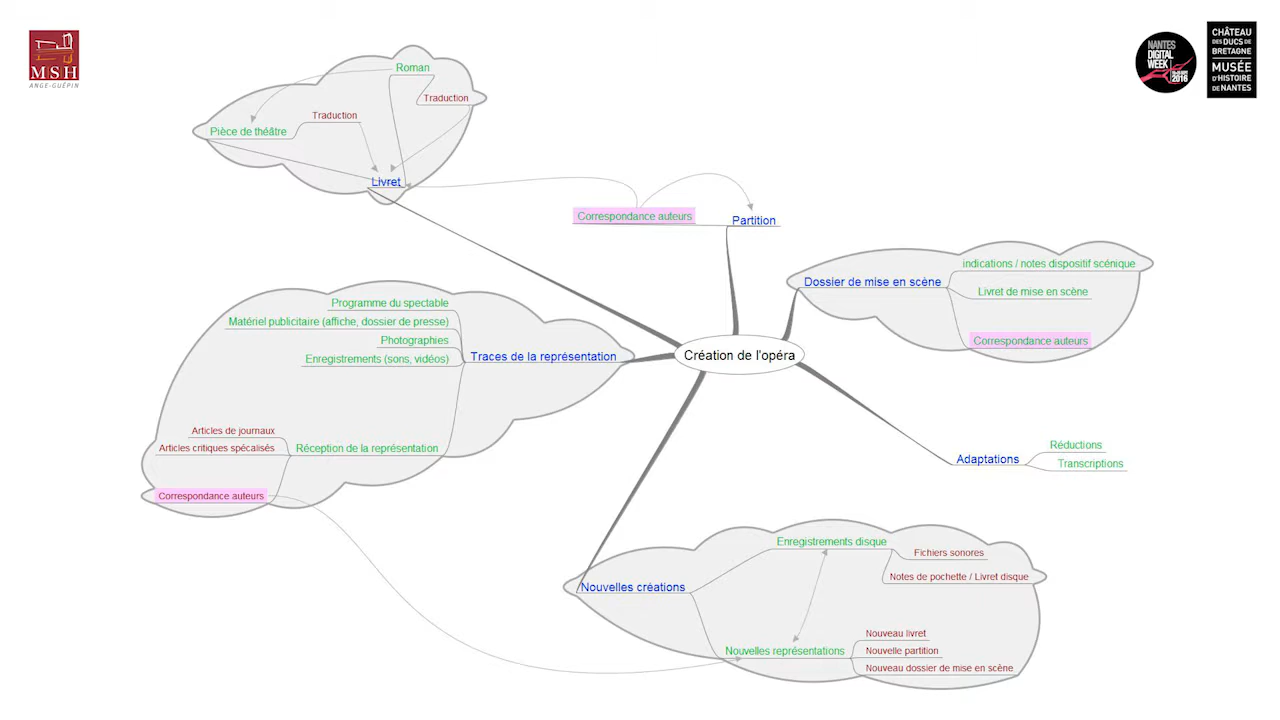 MSH
ANGE-GUÉPIN
NANTES
DIGITAL
WEEK
2016
CHÂTEAU
DES DUCS DE
BRETAGNE
MUSÉE
D'HISTOIRE
DE NANTES
Roman
Traduction
Traduction
Pièce de théâtre
Livret
Correspondance auteurs
Partition
Dossier de mise en scène
indications / notes dispositif scénique
Livret de mise en scène
Correspondance auteurs
Programme du spectable
Matériel publicitaire (affiche, dossier de presse)
Photographies
Enregistrements (sons, vidéos)
Traces de la représentation
Création de l'opéra
Articles de journaux
Articles critiques spécalisés
Réception de la représentation
Correspondance auteurs
Adaptations
Réductions
Transcriptions
Nouvelles créations
Enregistrements disque
Fichiers sonores
Notes de pochette / Livret disque
Nouvelles représentations
Nouveau livret
Nouvelle partition
Nouveau dossier de mise en scène